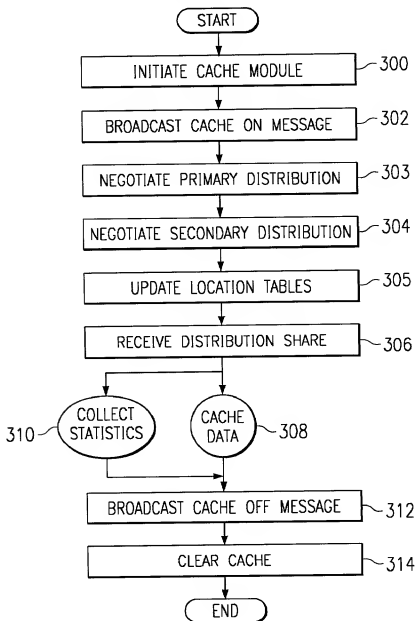 START
INITIATE CACHE MODULE 300
BROADCAST CACHE ON MESSAGE 302
NEGOTIATE PRIMARY DISTRIBUTION 303
NEGOTIATE SECONDARY DISTRIBUTION 304
UPDATE LOCATION TABLES 305
RECEIVE DISTRIBUTION SHARE 306
310 COLLECT
STATISTICS
CACHE
DATA 308
BROADCAST CACHE OFF MESSAGE 312
CLEAR CACHE 314
END